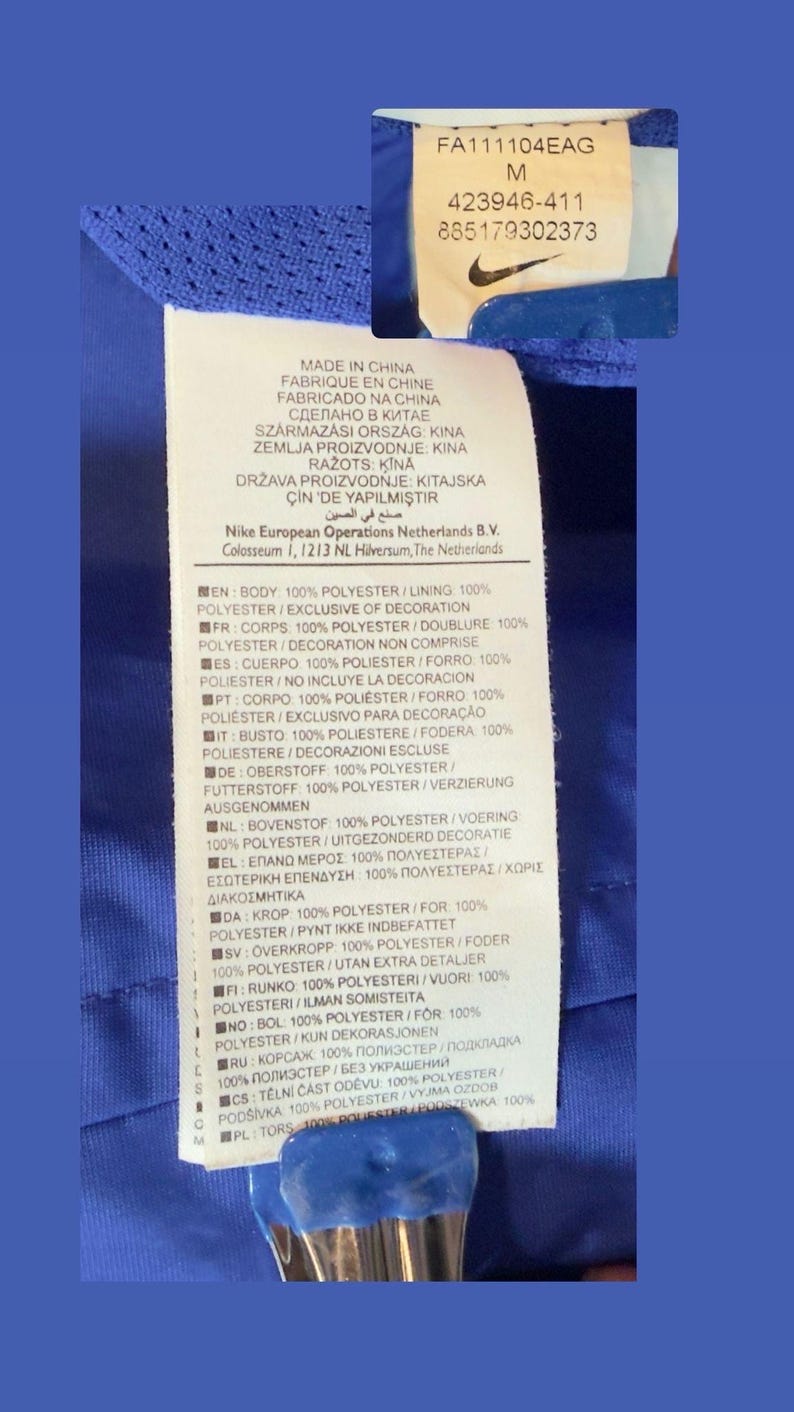 FA111104EAG
M
423946-411
885179302373
MADE IN CHINA
FABRIQUE EN CHINE
FABRICADO NA CHINA
СДЕЛАНО В КИТАЕ
SZÁRMAZÁSI ORSZÁG: KINA
ZEMLJA PROIZVODNJE: KINA
RAŽOTS: ĶĪNĀ
DRŽAVA PROIZVODNJE: KITAJSKA
ÇİN 'DE YAPILMIŞTIR
صنع في الصين
Nike European Operations Netherlands B.V.
Colosseum 1, 1213 NL Hilversum, The Netherlands
EN : BODY: 100% POLYESTER / LINING: 100%
POLYESTER / EXCLUSIVE OF DECORATION
FR : CORPS: 100% POLYESTER / DOUBLURE: 100%
POLYESTER / DECORATION NON COMPRISE
ES : CUERPO: 100% POLIESTER / FORRO: 100%
POLIESTER / NO INCLUYE LA DECORACION
PT : CORPO: 100% POLIÉSTER / FORRO: 100%
POLIÉSTER / EXCLUSIVO PARA DECORAÇÃO
IT : BUSTO: 100% POLIESTERE / FODERA: 100%
POLIESTERE / DECORAZIONI ESCLUSE
DE : OBERSTOFF: 100% POLYESTER /
FUTTERSTOFF: 100% POLYESTER / VERZIERUNG
AUSGENOMMEN
NL : BOVENSTOF: 100% POLYESTER / VOERING:
100% POLYESTER / UITGEZONDERD DECORATIE
EL : ΕΠΑΝΩ ΜΕΡΟΣ: 100% ΠΟΛΥΕΣΤΕΡΑΣ /
ΕΣΩΤΕΡΙΚΗ ΕΠΕΝΔΥΣΗ : 100% ΠΟΛΥΕΣΤΕΡΑΣ / ΧΩΡΙΣ
ΔΙΑΚΟΣΜΗΤΙΚΑ
DA : KROP: 100% POLYESTER / FOR: 100%
POLYESTER / PYNT IKKE INDBEFATTET
SV : ÖVERKROPP: 100% POLYESTER / FODER
100% POLYESTER / UTAN EXTRA DETALJER
FI : RUNKO: 100% POLYESTERI / VUORI: 100%
POLYESTERI / ILMAN SOMISTEITA
NO : BOL: 100% POLYESTER / FÔR: 100%
POLYESTER / KUN DEKORASJONEN
RU : КОРСАЖ: 100% ПОЛИЭСТЕР / ПОДКЛАДКА
100% ПОЛИЭСТЕР / БЕЗ УКРАШЕНИЙ
CS : TĚLNÍ ČÁST ODĚVU: 100% POLYESTER /
PODŠÍVKA: 100% POLYESTER / VYJMA OZDOB
PL : TORS: 100% POLIESTER / PODSZEWKA: 100%